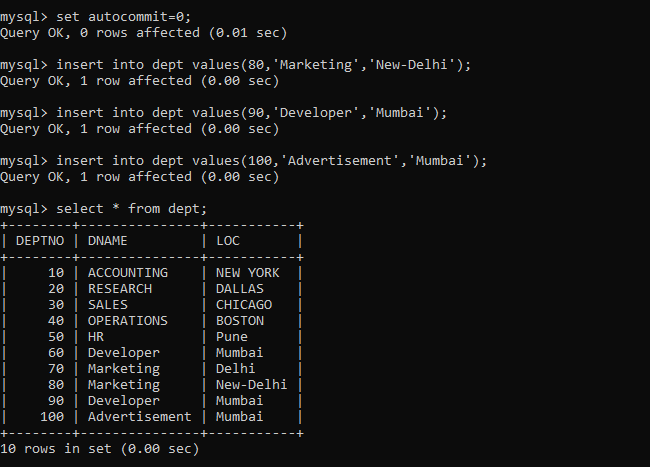 mysql> set autocommit=0;
Query OK, 0 rows affected (0.01 sec)
mysql> insert into dept values(80,'Marketing','New-Delhi');
Query OK, 1 row affected (0.00 sec)
mysql> insert into dept values(90,'Developer','Mumbai');
Query OK, 1 row affected (0.00 sec)
mysql> insert into dept values(100,'Advertisement','Mumbai');
Query OK, 1 row affected (0.00 sec)
mysql> select * from dept;
+--------+---------------+-----------+
| DEPTNO | DNAME         | LOC       |
+--------+---------------+-----------+
|     10 | ACCOUNTING    | NEW YORK  |
|     20 | RESEARCH      | DALLAS    |
|     30 | SALES         | CHICAGO   |
|     40 | OPERATIONS    | BOSTON    |
|     50 | HR            | Pune      |
|     60 | Developer     | Mumbai    |
|     70 | Marketing     | Delhi     |
|     80 | Marketing     | New-Delhi |
|     90 | Developer     | Mumbai    |
|    100 | Advertisement | Mumbai    |
+--------+---------------+-----------+
10 rows in set (0.00 sec)